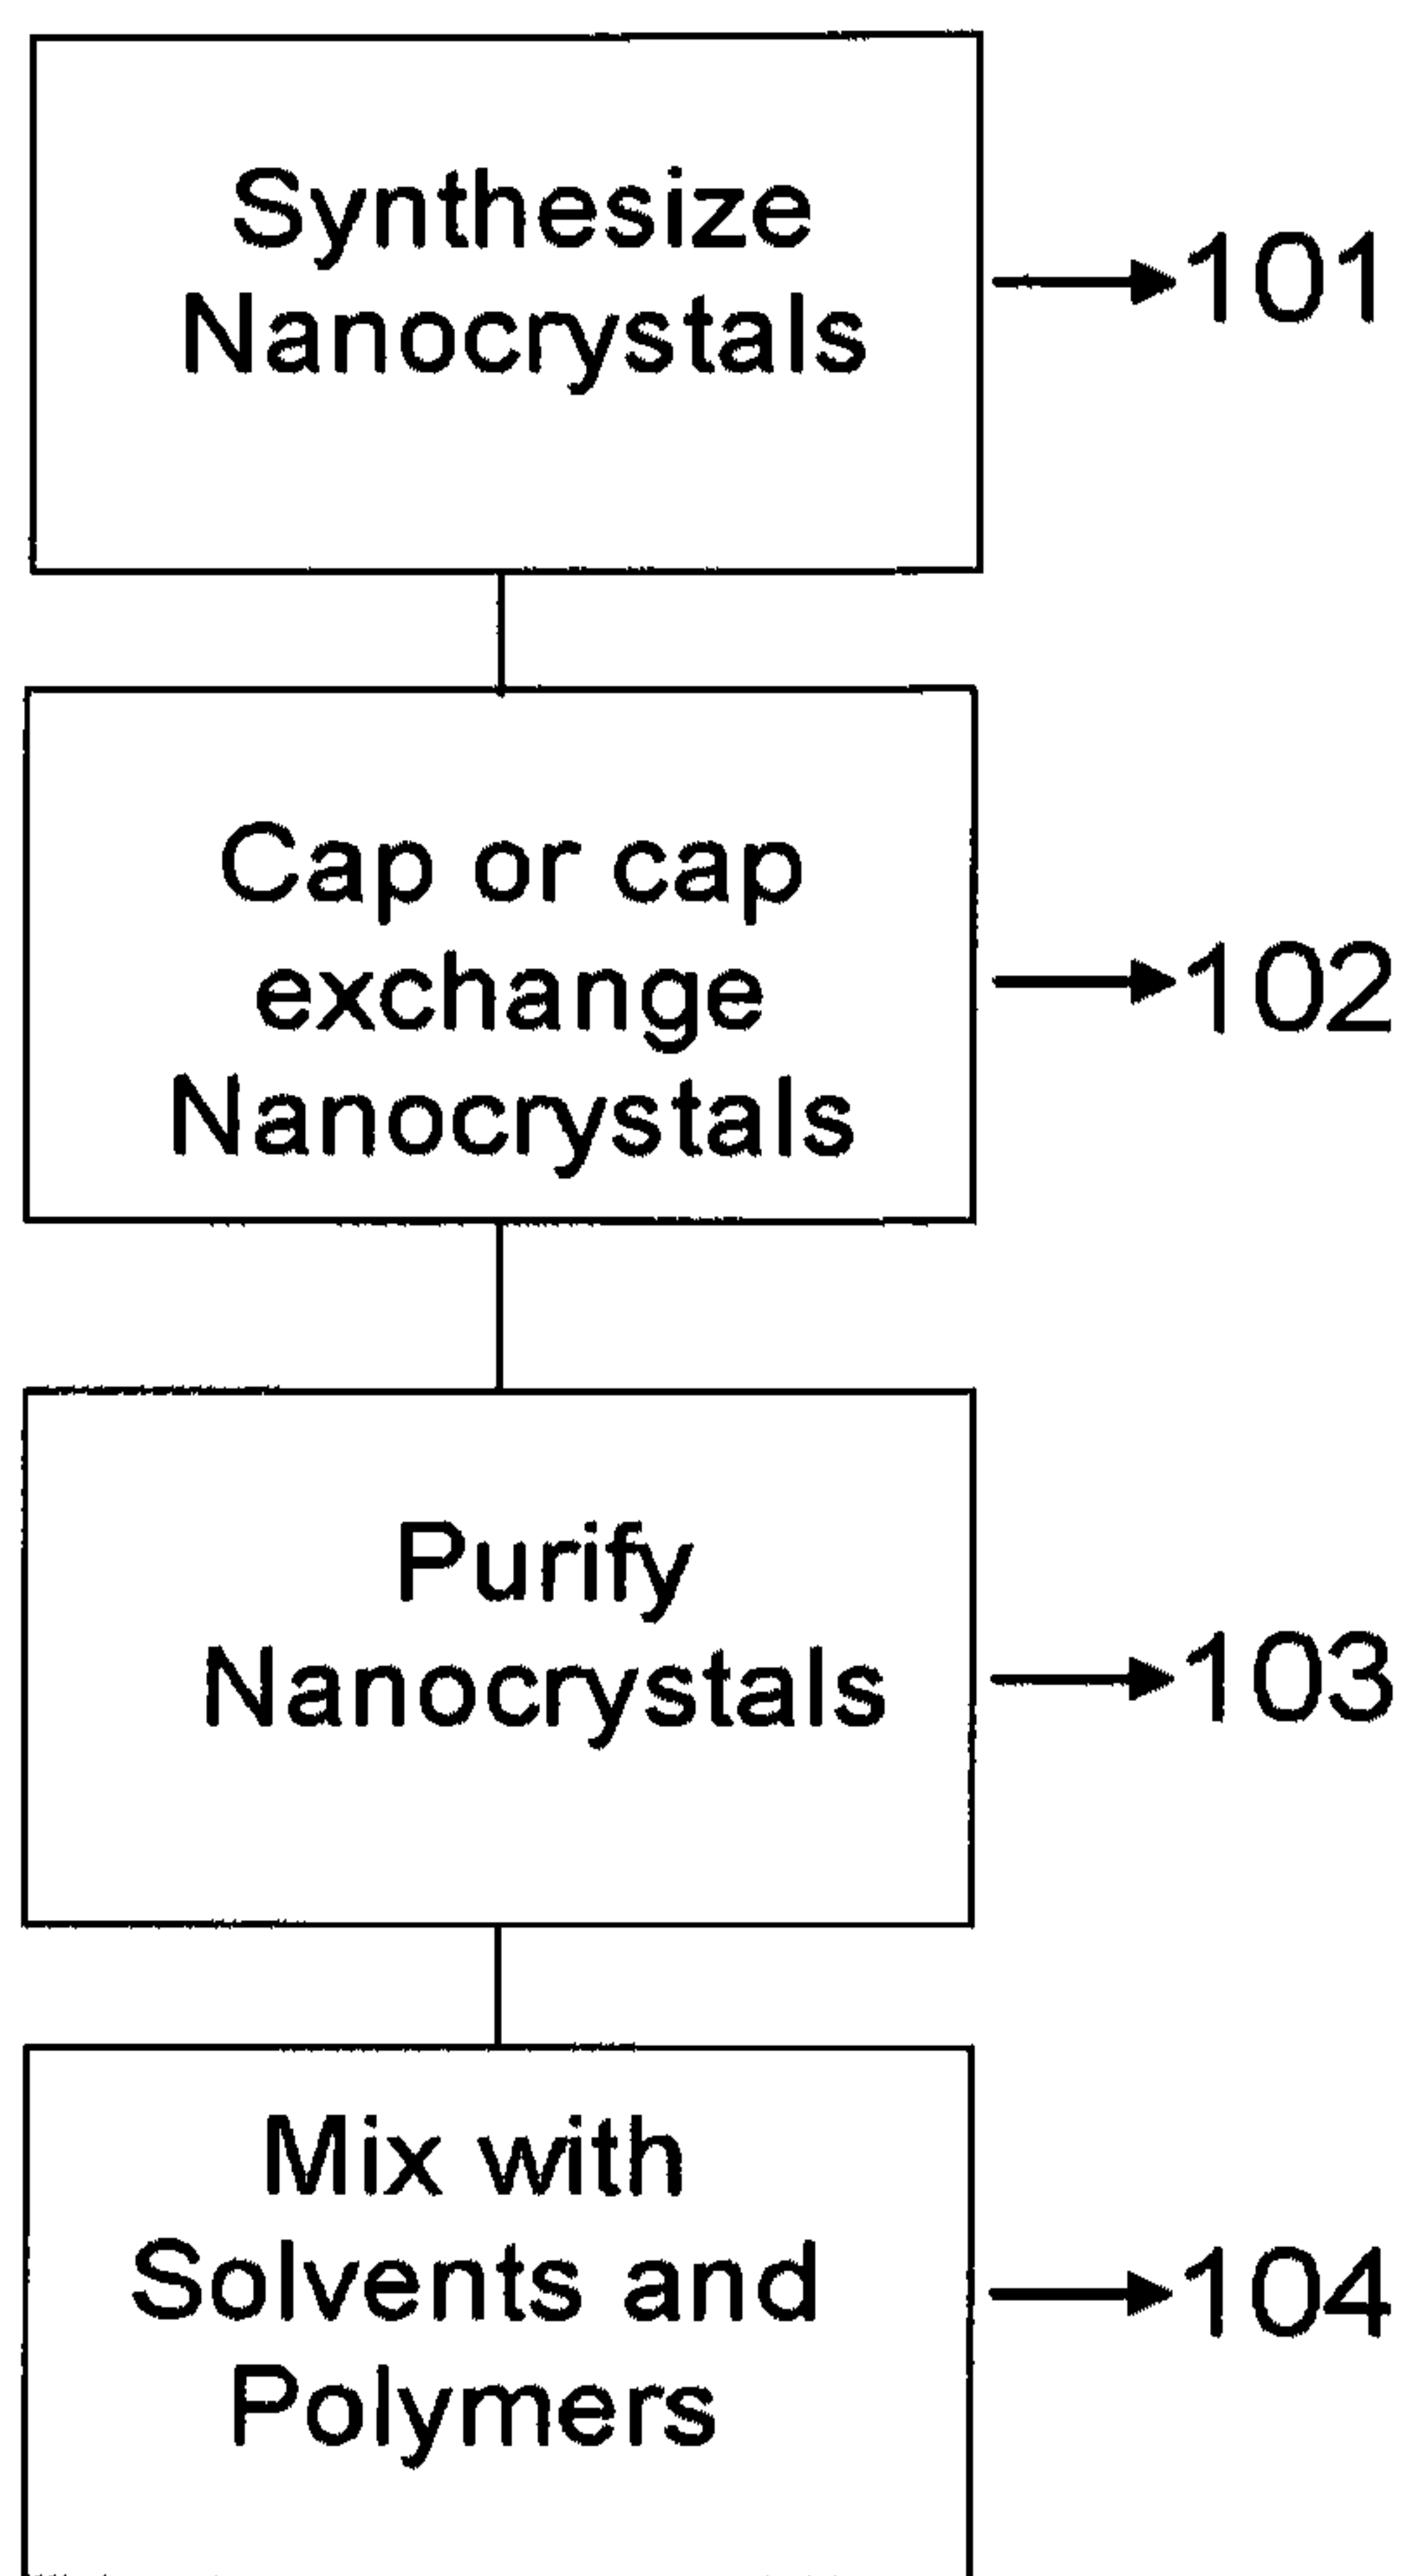 Synthesize
Nanocrystals
101
Cap or cap
exchange
Nanocrystals
102
Purify
Nanocrystals
103
Mix with
Solvents and
Polymers
104